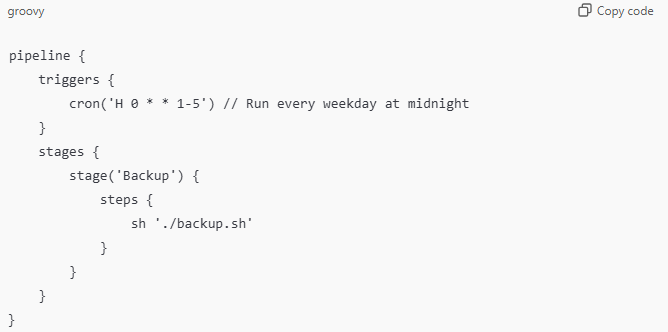 groovy
Copy code
pipeline {
    triggers {
        cron('H 0 * * 1-5') // Run every weekday at midnight
    }
    stages {
        stage('Backup') {
            steps {
                sh './backup.sh'
            }
        }
    }
}